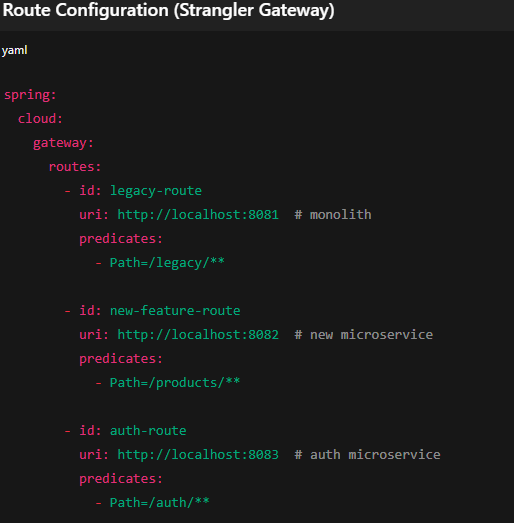 Route Configuration (Strangler Gateway)
yaml
spring:
  cloud:
    gateway:
      routes:
        - id: legacy-route
          uri: http://localhost:8081  # monolith
          predicates:
            - Path=/legacy/**

        - id: new-feature-route
          uri: http://localhost:8082  # new microservice
          predicates:
            - Path=/products/**

        - id: auth-route
          uri: http://localhost:8083  # auth microservice
          predicates:
            - Path=/auth/**